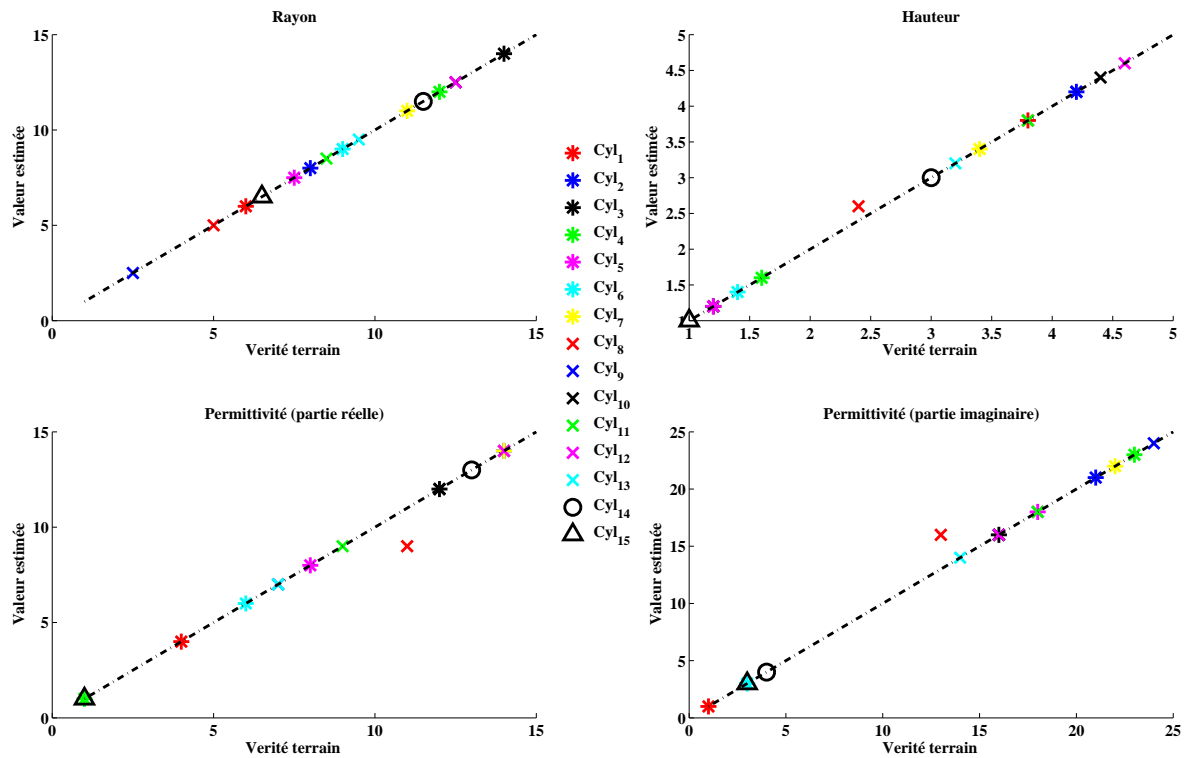 Rayon
15
10
5
0
0 5 10 15
Valeur estimée
Verité terrain
Hauteur
5
4.5
4
3.5
3
2.5
2
1.5
1
1 1.5 2 2.5 3 3.5 4 4.5 5
Valeur estimée
Vérité terrain
Cyl1
Cyl2
Cyl3
Cyl4
Cyl5
Cyl6
Cyl7
Cyl8
Cyl9
Cyl10
Cyl11
Cyl12
Cyl13
Cyl14
Cyl15
Permittivité (partie réelle)
15
10
5
0
0 5 10 15
Valeur estimée
Verité terrain
Permittivité (partie imaginaire)
25
20
15
10
5
0
0 5 10 15 20 25
Valeur estimée
Verité terrain